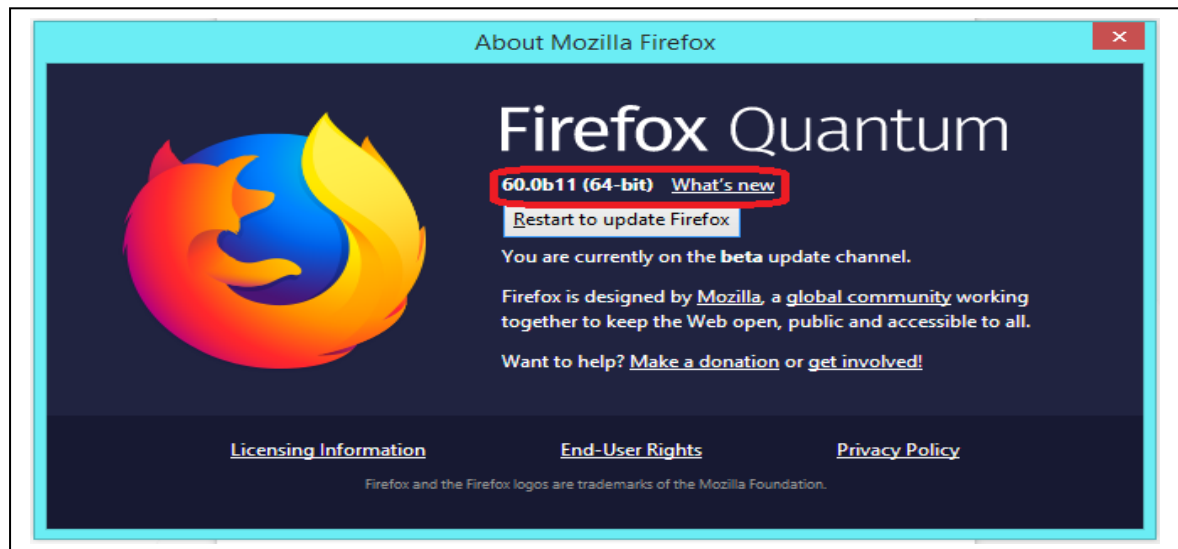 About Mozilla Firefox
Firefox Quantum
60.0b11 (64-bit) What's new
Restart to update Firefox
You are currently on the beta update channel.
Firefox is designed by Mozilla, a global community working
together to keep the Web open, public and accessible to all.
Want to help? Make a donation or get involved!
Licensing Information End-User Rights Privacy Policy
Firefox and the Firefox logos are trademarks of the Mozilla Foundation.